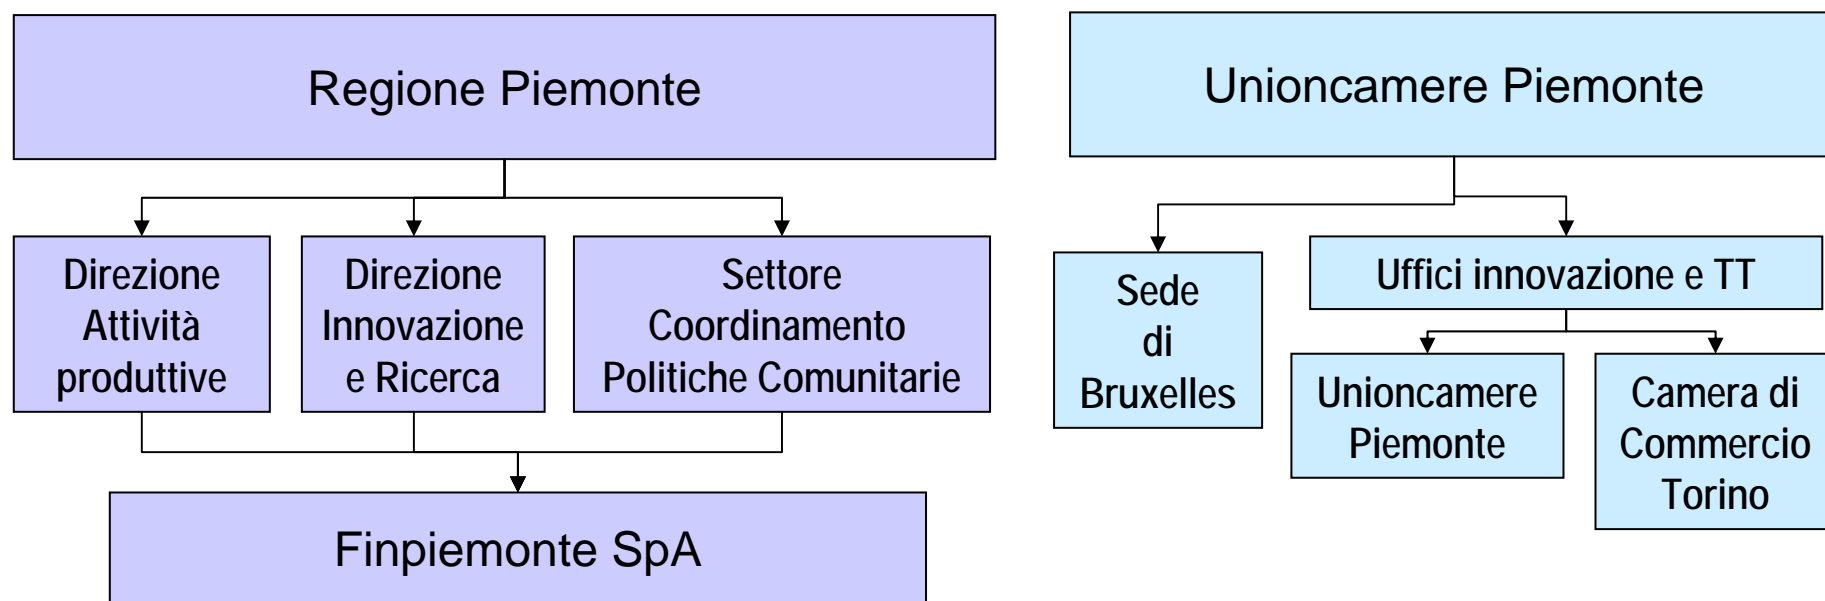 Regione Piemonte
Direzione
Attività
produttive
Direzione
Innovazione
e Ricerca
Settore
Coordinamento
Politiche Comunitarie
Finpiemonte SpA
Unioncamere Piemonte
Sede
di
Bruxelles
Uffici innovazione e TT
Unioncamere
Piemonte
Camera di
Commercio
Torino